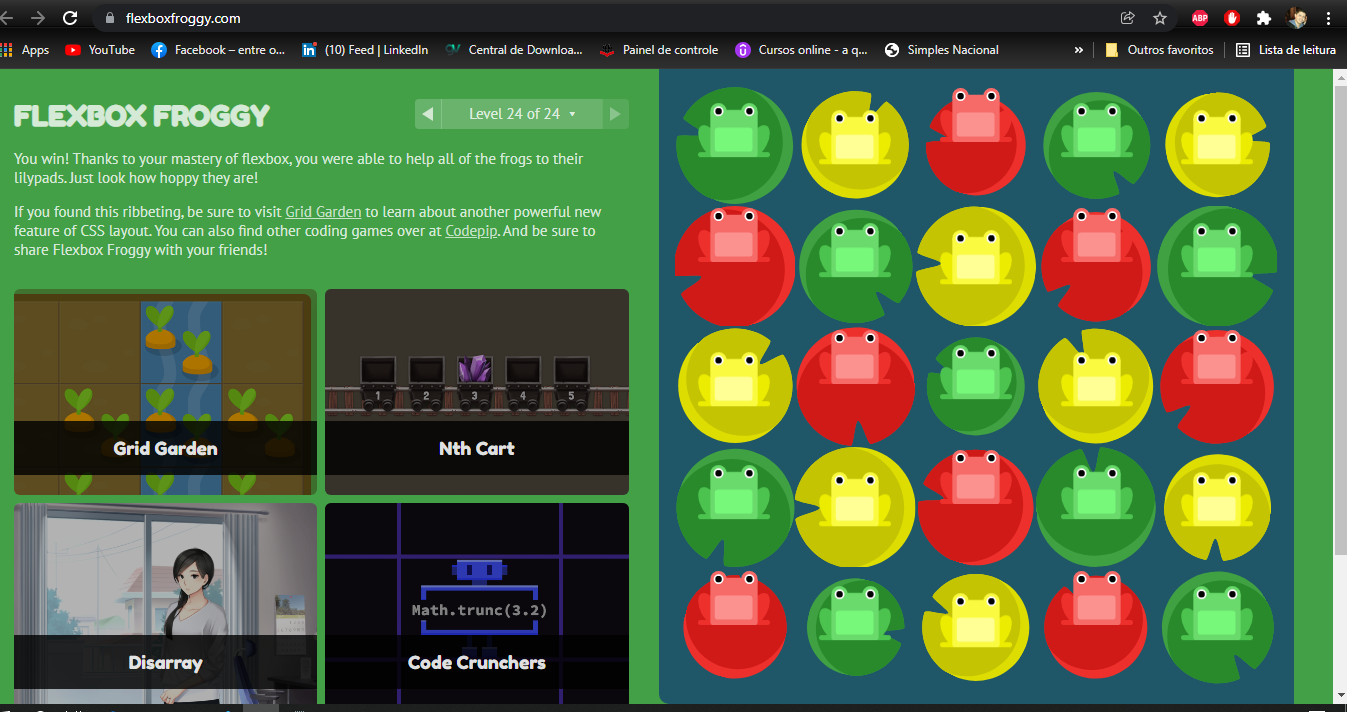 flexboxfroggy.com
ABP
Apps
YouTube
Facebook – entre o...
(10) Feed | LinkedIn
Central de Downloa...
Painel de controle
Cursos online - a q...
Simples Nacional
»
Outros favoritos
Lista de leitura
FLEXBOX FROGGY
Level 24 of 24
You win! Thanks to your mastery of flexbox, you were able to help all of the frogs to their
lilypads. Just look how hoppy they are!
If you found this ribbeting, be sure to visit Grid Garden to learn about another powerful new
feature of CSS layout. You can also find other coding games over at Codepip. And be sure to
share Flexbox Froggy with your friends!
1 2 3 4 5
Grid Garden
Nth Cart
Math.trunc(3.2)
Disarray
Code Crunchers